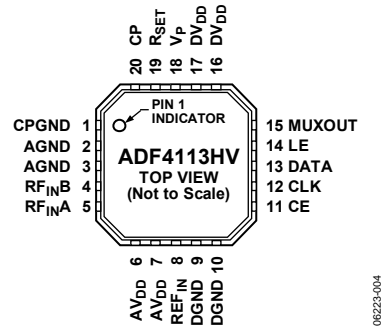 20 CP
19 RSET
18 VP
17 DVDD
16 DVDD
PIN 1
INDICATOR
CPGND 1
AGND 2
AGND 3
RFINB 4
RFINA 5
ADF4113HV
TOP VIEW
(Not to Scale)
15 MUXOUT
14 LE
13 DATA
12 CLK
11 CE
AVDD 6
AVDD 7
REFIN 8
DGND 9
DGND 10
06223-004